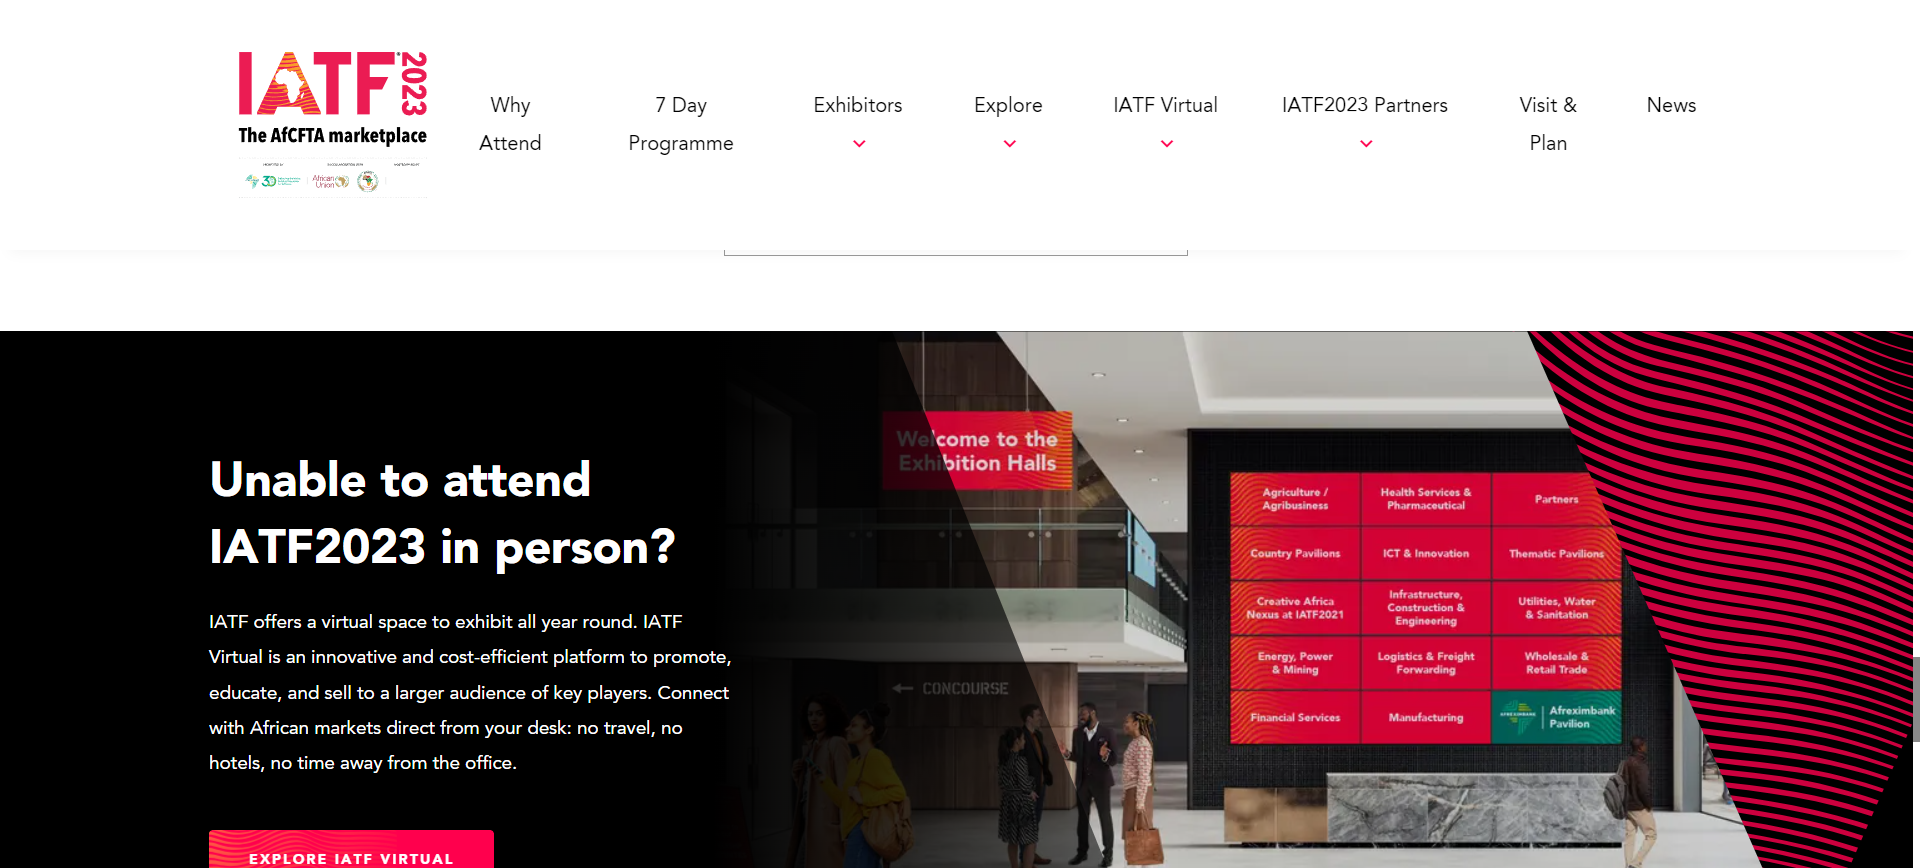 IATF 2023
The AfCFTA marketplace
African
Union
Why
Attend
7 Day
Programme
Exhibitors
Explore
IATF Virtual
IATF2023 Partners
Visit &
Plan
News
Unable to attend
IATF2023 in person?
IATF offers a virtual space to exhibit all year round. IATF
Virtual is an innovative and cost-efficient platform to promote,
educate, and sell to a larger audience of key players. Connect
with African markets direct from your desk: no travel, no
hotels, no time away from the office.
EXPLORE IATF VIRTUAL
Welcome to the
Exhibition Halls
← CONCOURSE
Agriculture /
Agribusiness
Health Services &
Pharmaceutical
Partners
Country Pavilions
ICT & Innovation
Thematic Pavilions
Creative Africa
Nexus at IATF2021
Infrastructure,
Construction &
Engineering
Utilities, Water
& Sanitation
Energy, Power
& Mining
Logistics & Freight
Forwarding
Wholesale &
Retail Trade
Financial Services
Manufacturing
AFREXIMBANK
Afreximbank
Pavilion